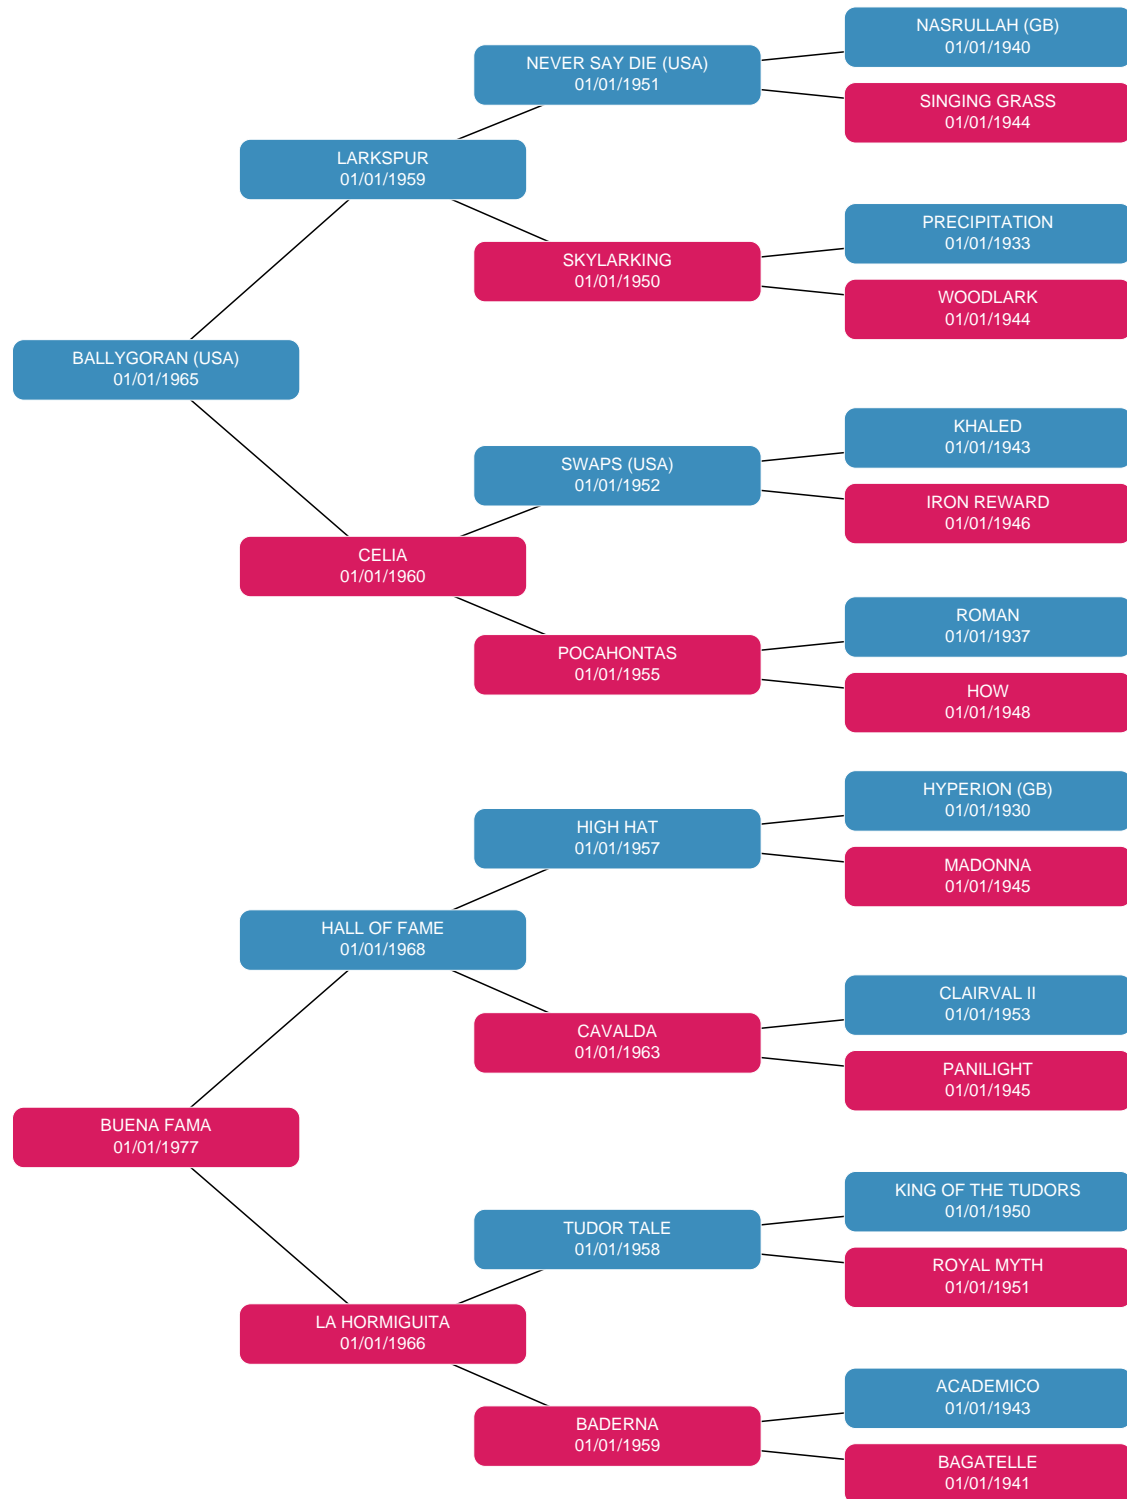 NASRULLAH (GB)
01/01/1940
NEVER SAY DIE (USA)
01/01/1951
SINGING GRASS
01/01/1944
LARKSPUR
01/01/1959
PRECIPITATION
01/01/1933
SKYLARKING
01/01/1950
WOODLARK
01/01/1944
BALLYGORAN (USA)
01/01/1965
KHALED
01/01/1943
SWAPS (USA)
01/01/1952
IRON REWARD
01/01/1946
CELIA
01/01/1960
ROMAN
01/01/1937
POCAHONTAS
01/01/1955
HOW
01/01/1948
HYPERION (GB)
01/01/1930
HIGH HAT
01/01/1957
MADONNA
01/01/1945
HALL OF FAME
01/01/1968
CLAIRVAL II
01/01/1953
CAVALDA
01/01/1963
PANILIGHT
01/01/1945
BUENA FAMA
01/01/1977
KING OF THE TUDORS
01/01/1950
TUDOR TALE
01/01/1958
ROYAL MYTH
01/01/1951
LA HORMIGUITA
01/01/1966
ACADEMICO
01/01/1943
BADERNA
01/01/1959
BAGATELLE
01/01/1941